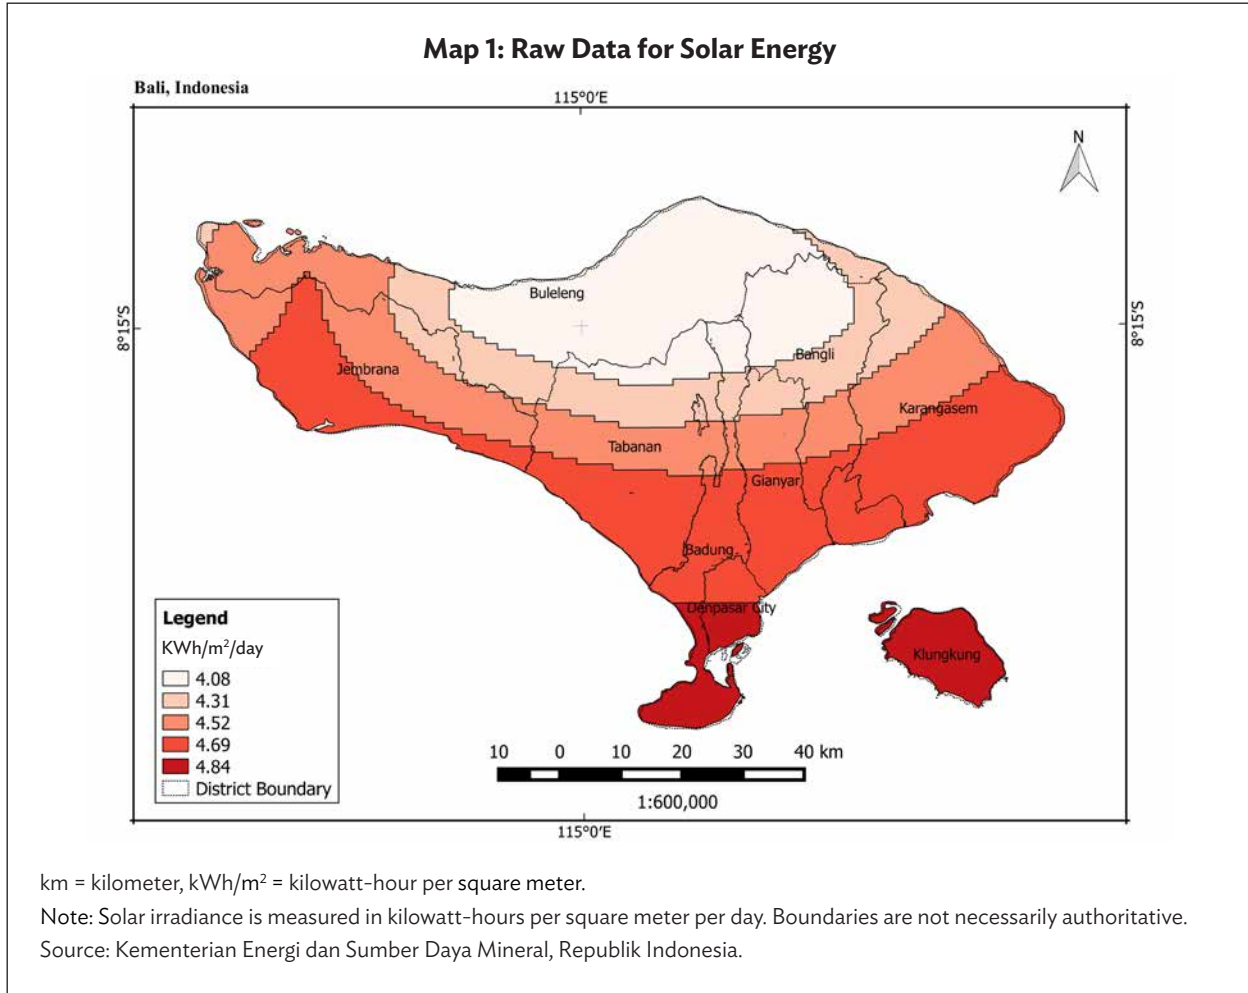 Map 1: Raw Data for Solar Energy
Bali, Indonesia
115°0′E
N
8°15′S
8°15′S
Buleleng
Bangli
Jembrana
Karangasem
Tabanan
Gianyar
Badung
Denpasar City
Klungkung
Legend
KWh/m²/day
4.08
4.31
4.52
4.69
4.84
District Boundary
10 0 10 20 30 40 km
1:600,000
115°0′E
km = kilometer, kWh/m² = kilowatt-hour per square meter.
Note: Solar irradiance is measured in kilowatt-hours per square meter per day. Boundaries are not necessarily authoritative.
Source: Kementerian Energi dan Sumber Daya Mineral, Republik Indonesia.